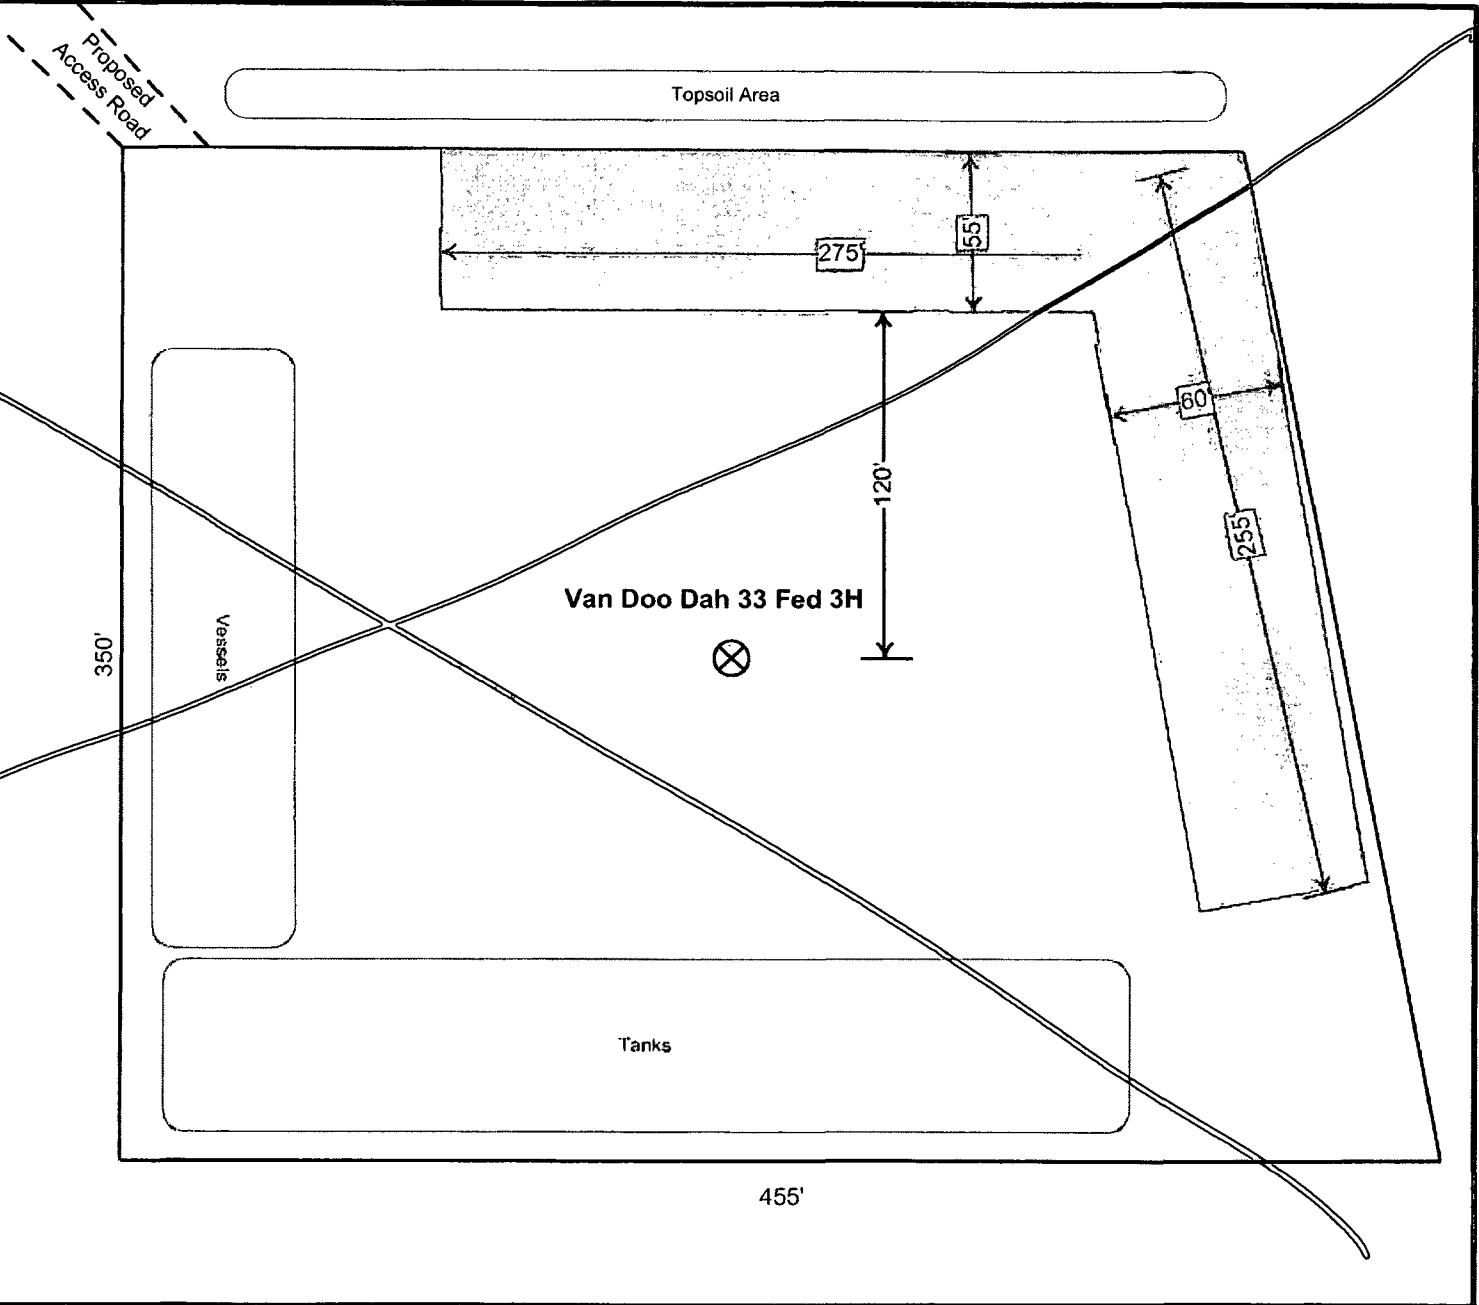 Proposed
Access Road
Topsoil Area
55'
275'
60'
120'
255'
Van Doo Dah 33 Fed 3H
Vessels
350'
Tanks
455'